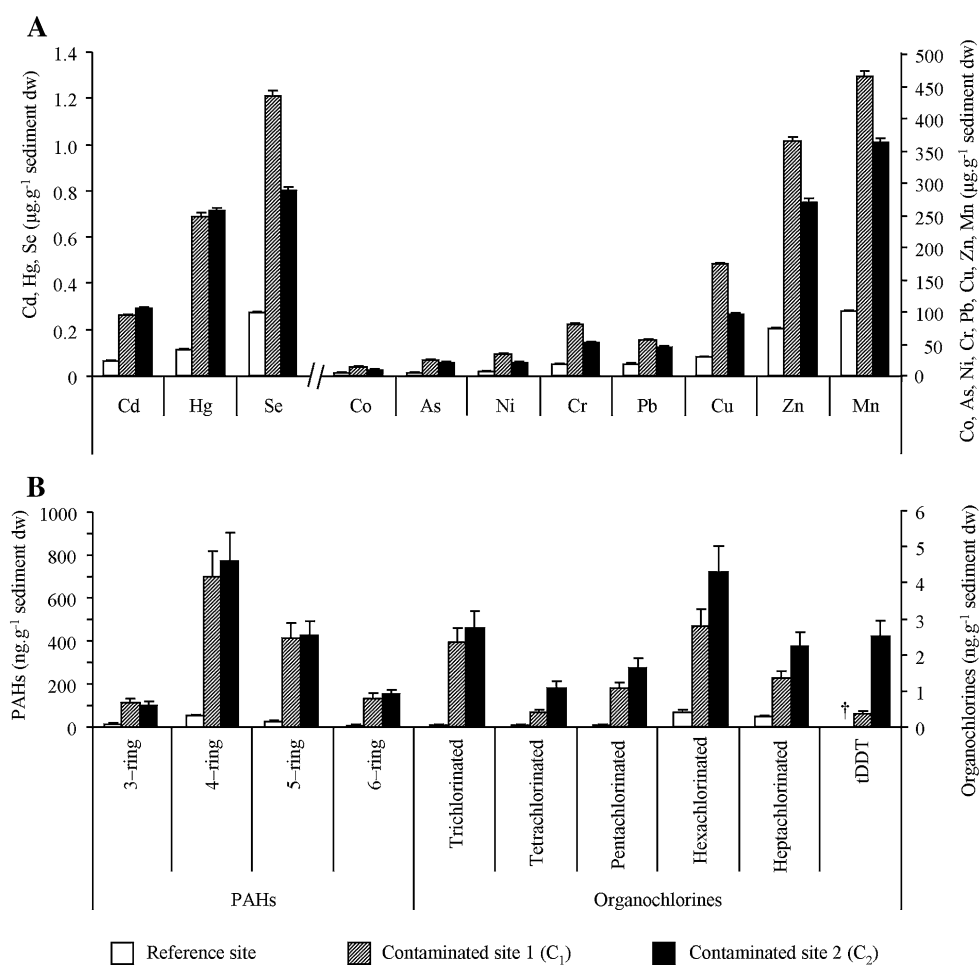 A
1.4
1.2
1.0
0.8
0.6
0.4
0.2
0
Cd, Hg, Se (µg.g⁻¹ sediment dw)
500
450
400
350
300
250
200
150
100
50
0
Co, As, Ni, Cr, Pb, Cu, Zn, Mn (µg.g⁻¹ sediment dw)
Cd Hg Se Co As Ni Cr Pb Cu Zn Mn
B
1000
800
600
400
200
0
PAHs (ng.g⁻¹ sediment dw)
6
5
4
3
2
1
0
Organochlorines (ng.g⁻¹ sediment dw)
†
3−ring
4−ring
5−ring
6−ring
Trichlorinated
Tetrachlorinated
Pentachlorinated
Hexachlorinated
Heptachlorinated
tDDT
PAHs Organochlorines
Reference site Contaminated site 1 (C₁) Contaminated site 2 (C₂)